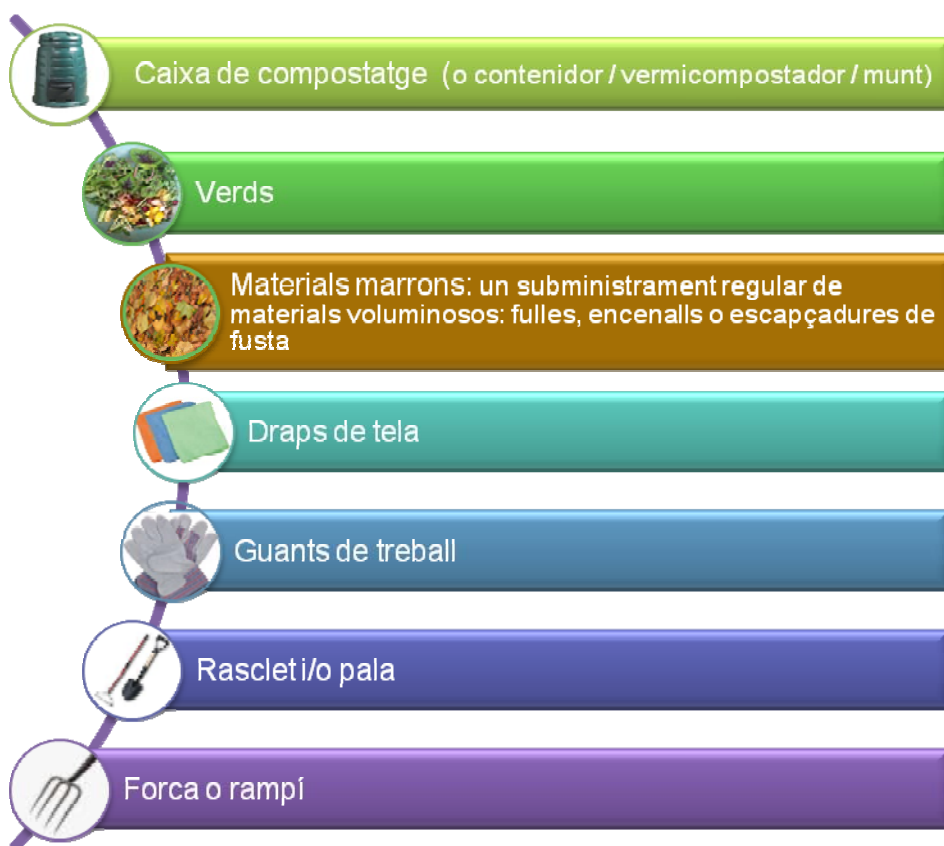 Caixa de compostatge (o contenidor / vermicompostador / munt)
Verds
Materials marrons: un subministrament regular de
materials voluminosos: fulles, encenalls o escapçadures de
fusta
Draps de tela
Guants de treball
Rasclet i/o pala
Forca o rampí